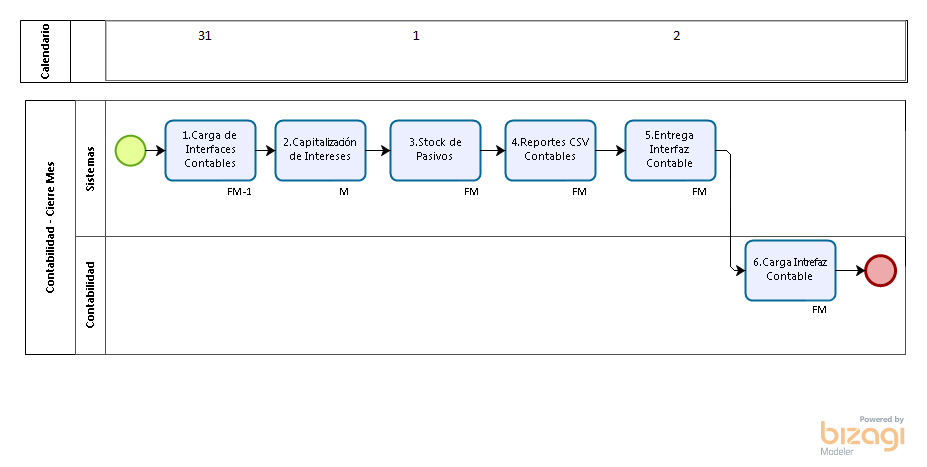 Calendario
31
1
2
Contabilidad - Cierre Mes
Sistemas
1.Carga de
Interfaces
Contables
FM-1
2.Capitalización
de Intereses
M
3.Stock de
Pasivos
FM
4.Reportes CSV
Contables
FM
5.Entrega
Interfaz
Contable
FM
Contabilidad
6.Carga Intrefaz
Contable
FM
Powered by
bizagi
Modeler